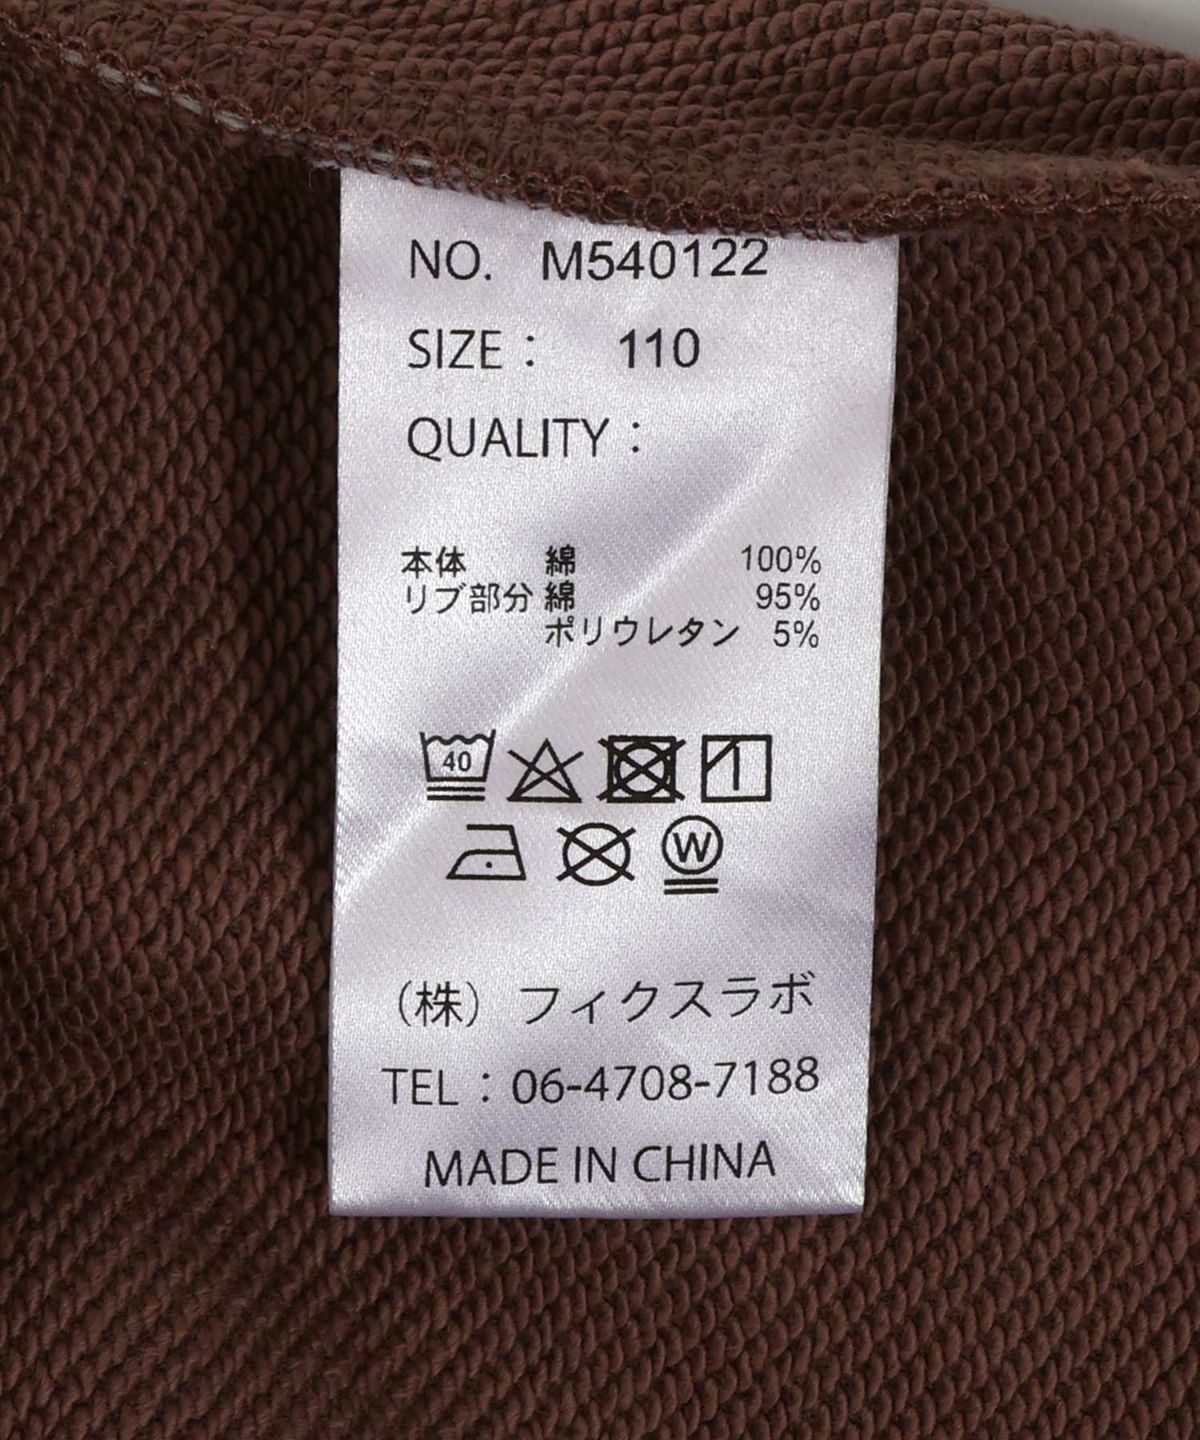 NO. M540122
SIZE： 110
QUALITY：
本体 綿 100%
リブ部分 綿 95%
ポリウレタン 5%
40
W
（株）フィクスラボ
TEL：06-4708-7188
MADE IN CHINA